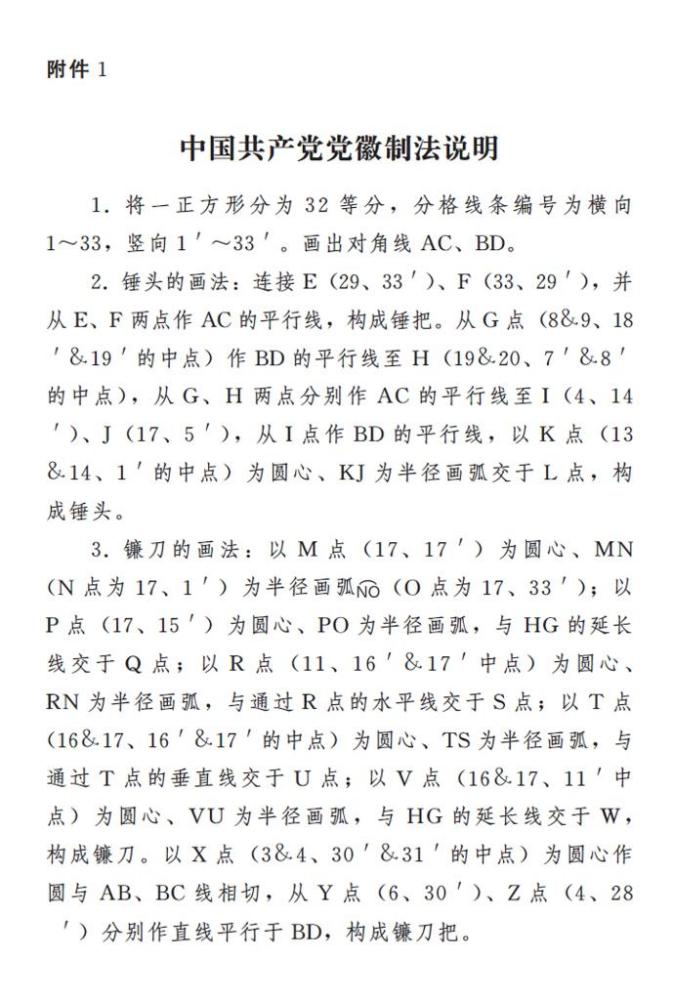 附件 1
中国共产党党徽制法说明
1. 将一正方形分为 32 等分，分格线条编号为横向
1～33，竖向 1′～33′。画出对角线 AC、BD。
2. 锤头的画法：连接 E（29、33′）、F（33、29′），并
从 E、F 两点作 AC 的平行线，构成锤把。从 G 点（8&9、18
′&19′的中点）作 BD 的平行线至 H（19&20、7′&8′
的中点），从 G、H 两点分别作 AC 的平行线至 I（4、14
′）、J（17、5′），从 I 点作 BD 的平行线，以 K 点（13
&14、1′的中点）为圆心、KJ 为半径画弧交于 L 点，构
成锤头。
3. 镰刀的画法：以 M 点（17、17′）为圆心、MN
（N 点为 17、1′）为半径画弧NO（O 点为 17、33′）；以
P 点（17、15′）为圆心、PO 为半径画弧，与 HG 的延长
线交于 Q 点；以 R 点（11、16′&17′中点）为圆心、
RN 为半径画弧，与通过 R 点的水平线交于 S 点；以 T 点
（16&17、16′&17′的中点）为圆心、TS 为半径画弧，与
通过 T 点的垂直线交于 U 点；以 V 点（16&17、11′中
点）为圆心、VU 为半径画弧，与 HG 的延长线交于 W，
构成镰刀。以 X 点（3&4、30′&31′的中点）为圆心作
圆与 AB、BC 线相切，从 Y 点（6、30′）、Z 点（4、28
′）分别作直线平行于 BD，构成镰刀把。